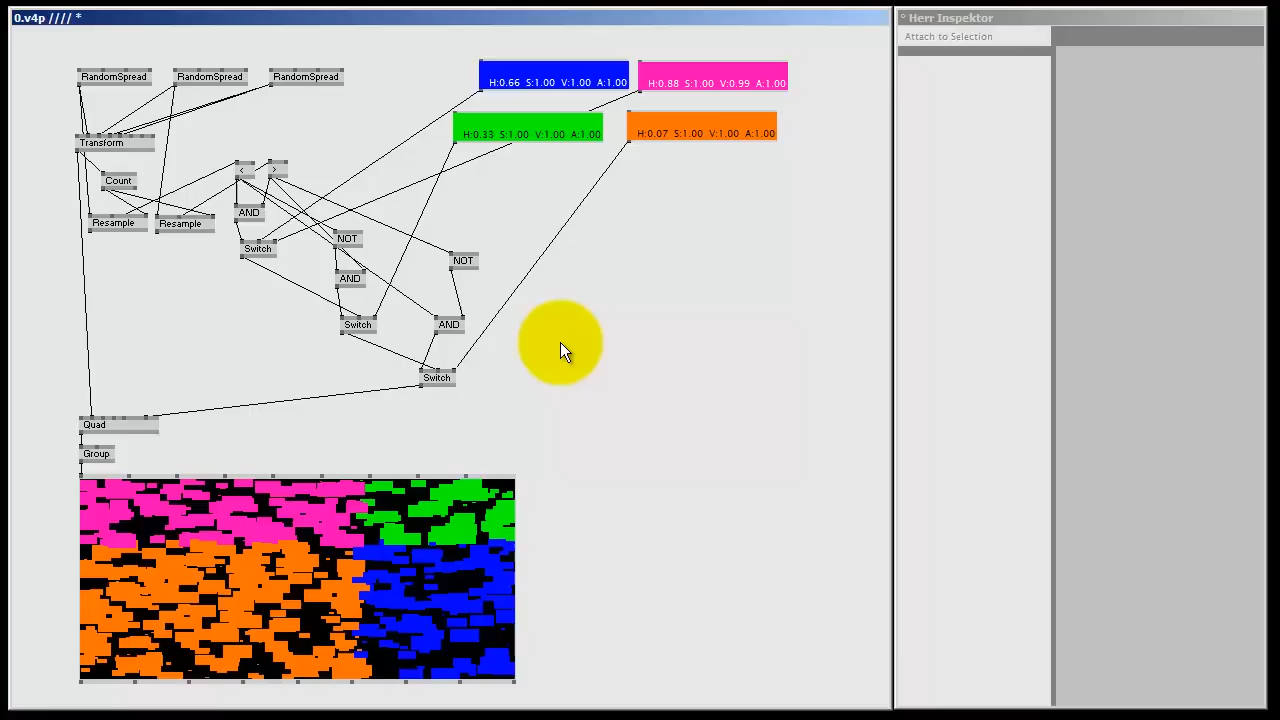 0.v4p //// *
° Herr Inspektor
Attach to Selection
RandomSpread RandomSpread RandomSpread
H:0.66 S:1.00 V:1.00 A:1.00
H:0.88 S:1.00 V:0.99 A:1.00
H:0.33 S:1.00 V:1.00 A:1.00
H:0.07 S:1.00 V:1.00 A:1.00
Transform
< >
Count
AND
Resample Resample
NOT
Switch
NOT
AND
Switch
AND
Switch
Quad
Group